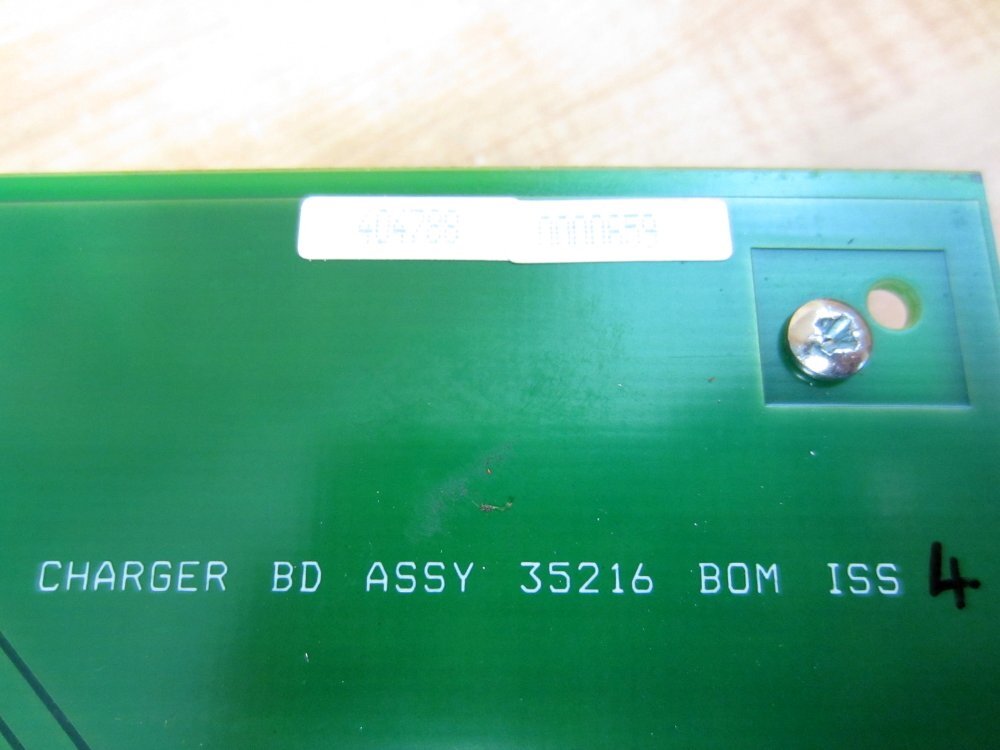 404788 0000659
CHARGER BD ASSY 35216 BOM ISS 4